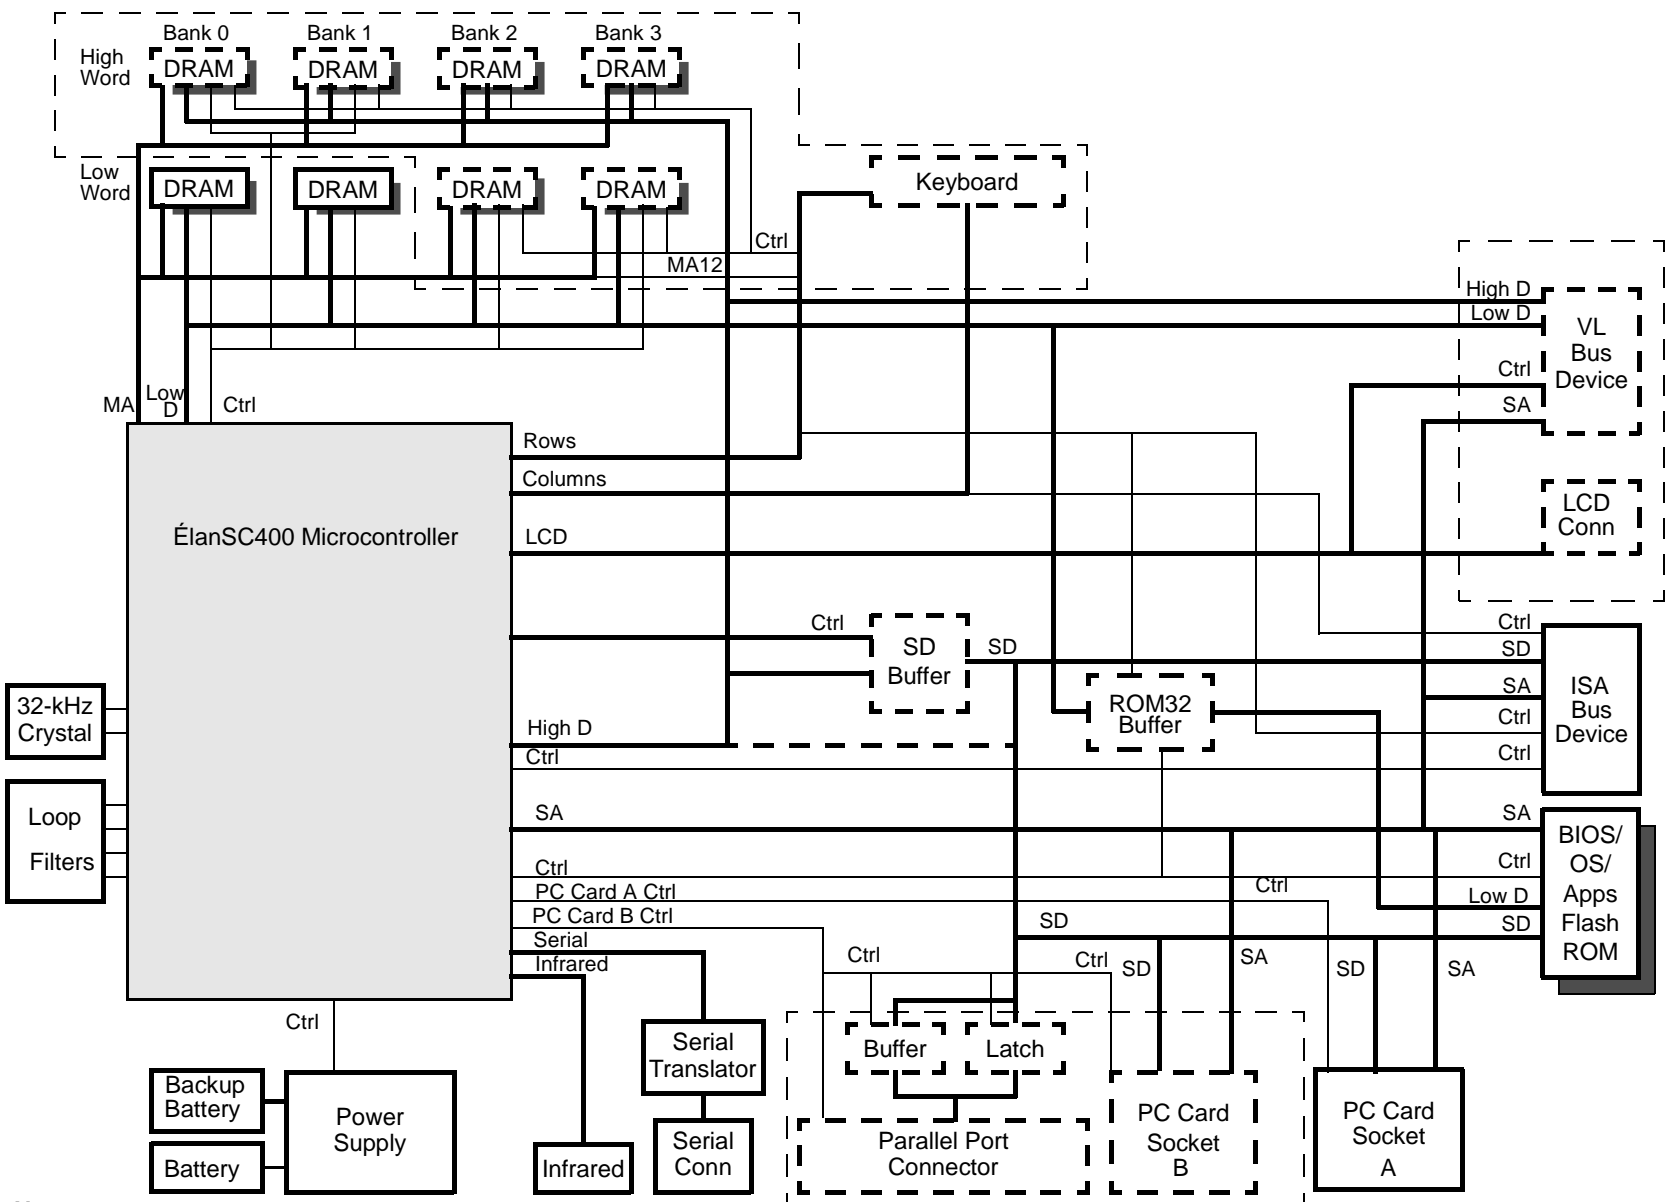 Bank 0
Bank 1
Bank 2
Bank 3
High
Word
DRAM
DRAM
DRAM
DRAM
Low
Word
DRAM
DRAM
DRAM
DRAM
Keyboard
Ctrl
MA12
High D
Low D
VL
Bus
Device
Ctrl
SA
MA
Low
D
Ctrl
Rows
Columns
LCD
Conn
ÉlanSC400 Microcontroller
LCD
Ctrl
SD
Buffer
SD
Ctrl
SD
SA
Ctrl
Ctrl
ISA
Bus
Device
ROM32
Buffer
32-kHz
Crystal
High D
Ctrl
Loop
Filters
SA
SA
Ctrl
Low D
SD
BIOS/
OS/
Apps
Flash
ROM
Ctrl
PC Card A Ctrl
Ctrl
PC Card B Ctrl
SD
Serial
Infrared
Ctrl
Ctrl
SD
SA
SD
SA
Ctrl
Serial
Translator
Buffer
Latch
Backup
Battery
Battery
Power
Supply
Infrared
Serial
Conn
Parallel Port
Connector
PC Card
Socket
B
PC Card
Socket
A